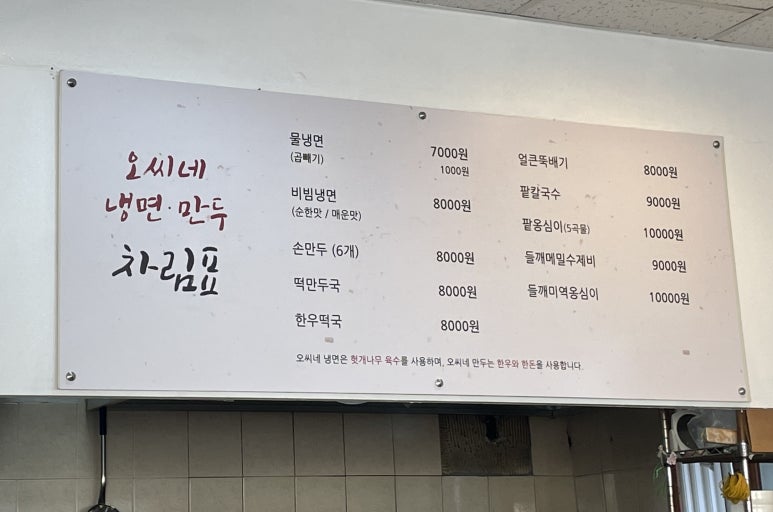 오씨네
냉면·만두
차림표
물냉면 7000원
(곱빼기) 1000원
비빔냉면 8000원
(순한맛 / 매운맛)
손만두 (6개) 8000원
떡만두국 8000원
한우떡국 8000원
얼큰뚝배기 8000원
팥칼국수 9000원
팥옹심이(5곡물) 10000원
들깨메밀수제비 9000원
들깨미역옹심이 10000원
오씨네 냉면은 헛개나무 육수를 사용하며, 오씨네 만두는 한우와 한돈을 사용합니다.